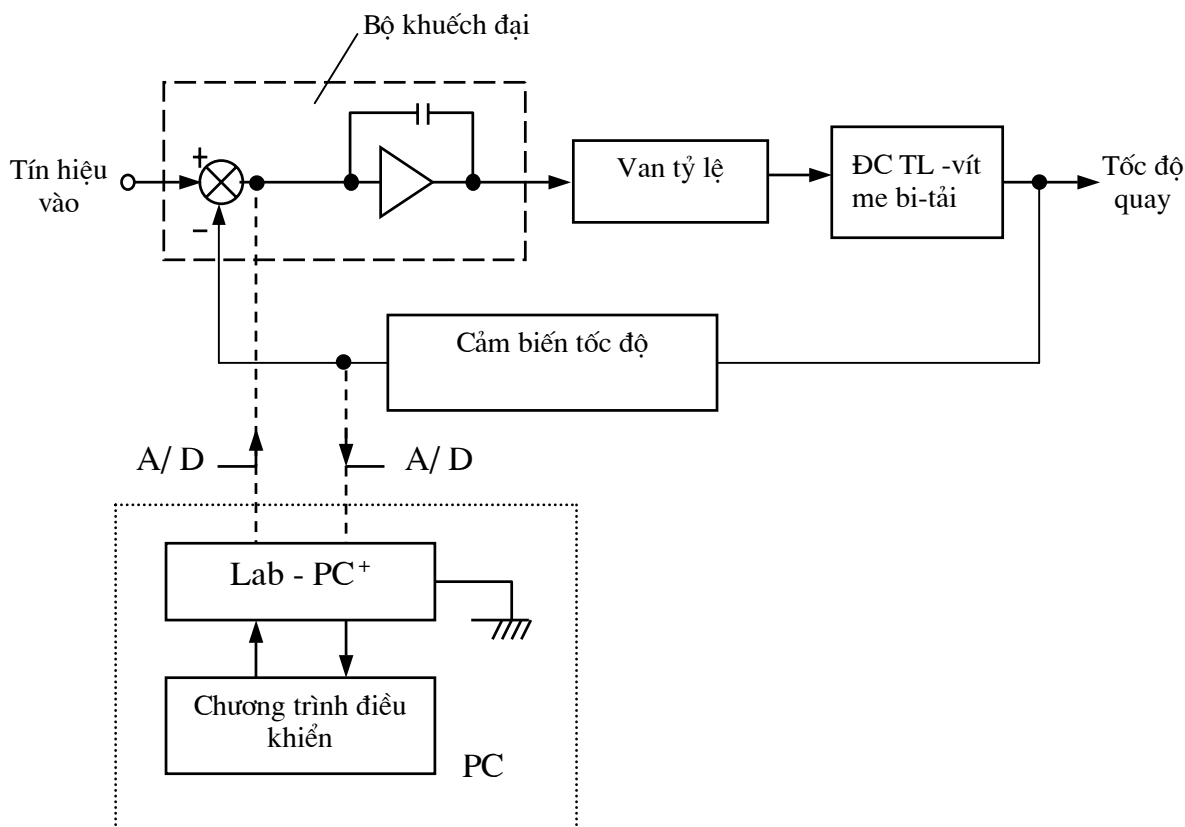 Bộ khuếch đại
Tín hiệu
vào
+
−
Van tỷ lệ
ĐC TL -vít
me bi-tải
Tốc độ
quay
Cảm biến tốc độ
A/ D
A/ D
Lab - PC⁺
Chương trình điều
khiển
PC